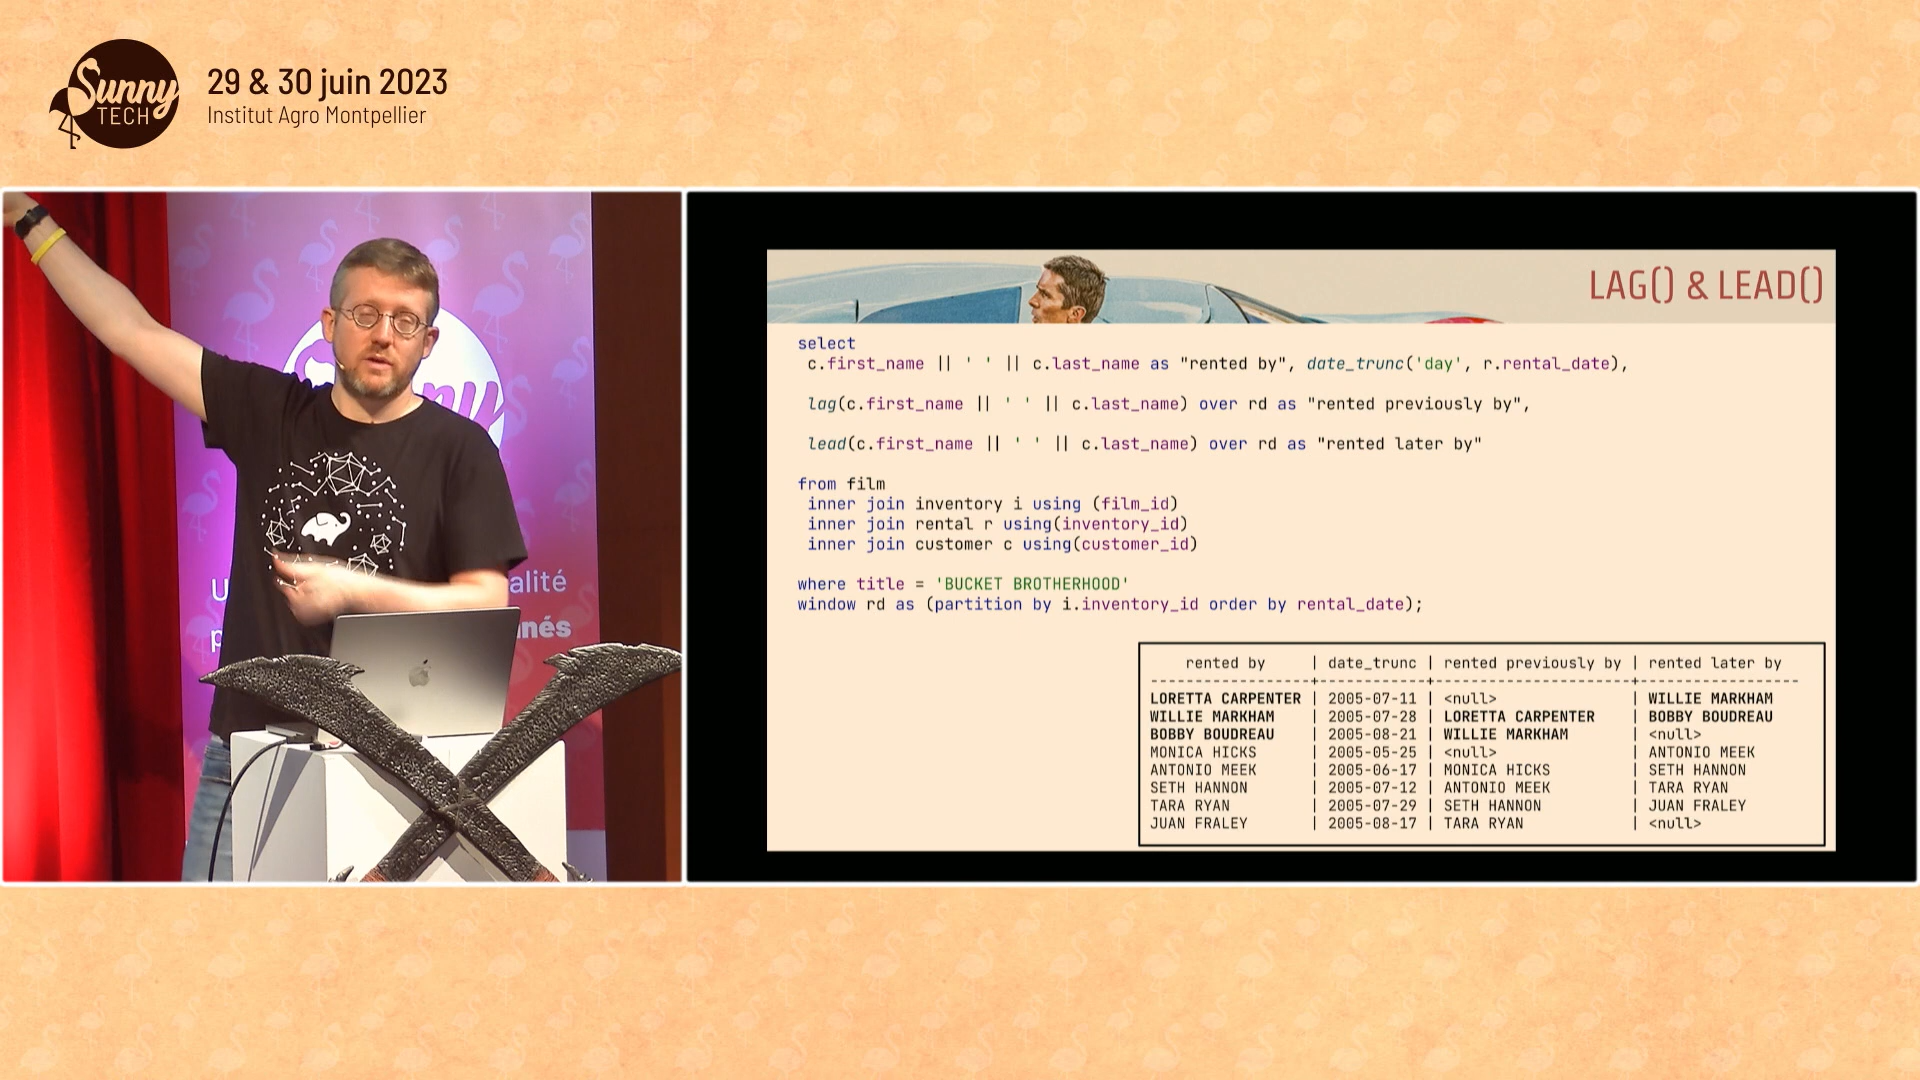 Sunny
TECH
29 & 30 juin 2023
Institut Agro Montpellier
alité
nés
LAG() & LEAD()
select
c.first_name || ' ' || c.last_name as "rented by", date_trunc('day', r.rental_date),
lag(c.first_name || ' ' || c.last_name) over rd as "rented previously by",
lead(c.first_name || ' ' || c.last_name) over rd as "rented later by"
from film
inner join inventory i using (film_id)
inner join rental r using(inventory_id)
inner join customer c using(customer_id)
where title = 'BUCKET BROTHERHOOD'
window rd as (partition by i.inventory_id order by rental_date);
rented by | date_trunc | rented previously by | rented later by
-----------------+------------+----------------------+-----------------
LORETTA CARPENTER | 2005-07-11 | <null> | WILLIE MARKHAM
WILLIE MARKHAM | 2005-07-28 | LORETTA CARPENTER | BOBBY BOUDREAU
BOBBY BOUDREAU | 2005-08-21 | WILLIE MARKHAM | <null>
MONICA HICKS | 2005-05-25 | <null> | ANTONIO MEEK
ANTONIO MEEK | 2005-06-17 | MONICA HICKS | SETH HANNON
SETH HANNON | 2005-07-12 | ANTONIO MEEK | TARA RYAN
TARA RYAN | 2005-07-29 | SETH HANNON | JUAN FRALEY
JUAN FRALEY | 2005-08-17 | TARA RYAN | <null>